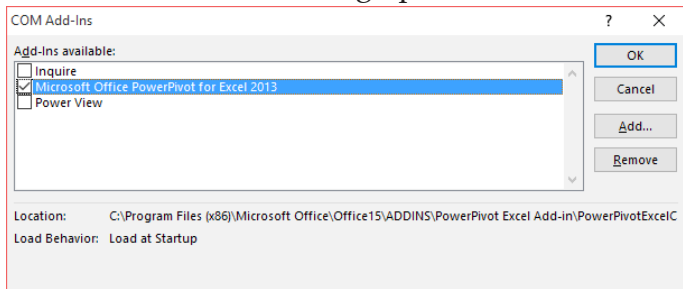 COM Add-Ins ? X
Add-Ins available:
Inquire
Microsoft Office PowerPivot for Excel 2013
Power View
OK
Cancel
Add...
Remove
Location: C:\Program Files (x86)\Microsoft Office\Office15\ADDINS\PowerPivot Excel Add-in\PowerPivotExcelC
Load Behavior: Load at Startup